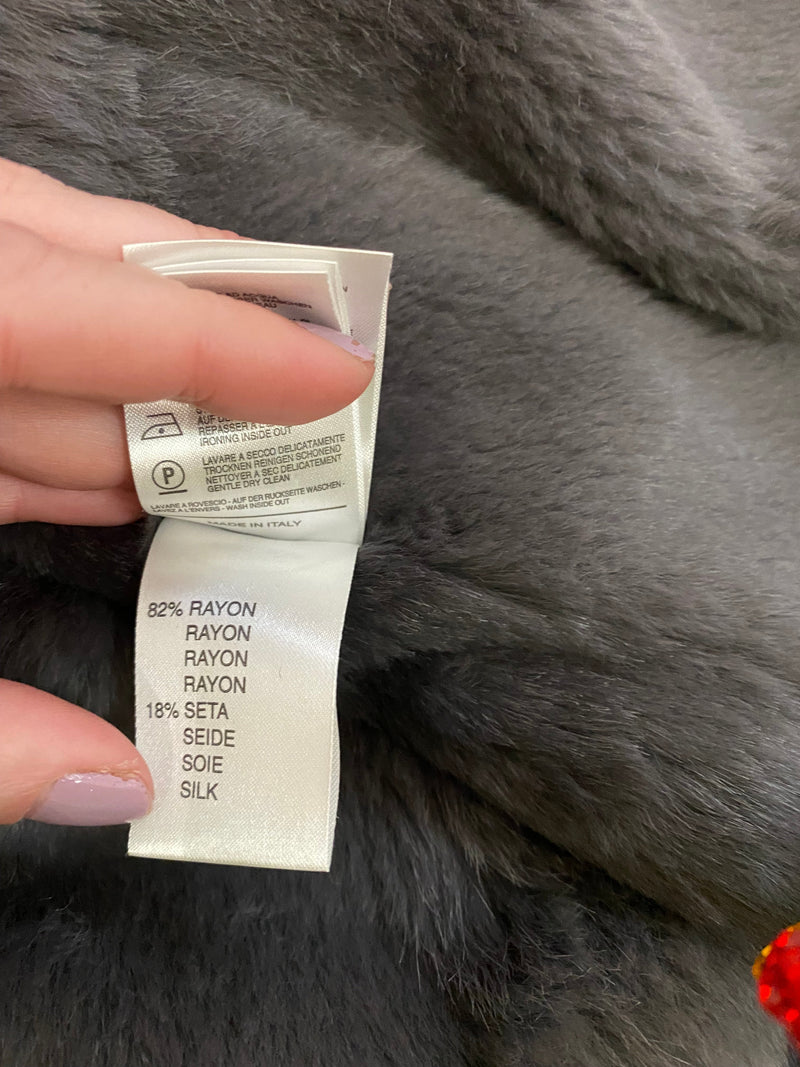 AUF
REPASSER A L'
IRONING INSIDE OUT
P
LAVARE A SECCO DELICATAMENTE
TROCKNEN REINIGEN SCHONEND
NETTOYER A SEC DELICATEMENT
GENTLE DRY CLEAN
LAVARE A ROVESCIO - AUF DER RUCKSEITE WASCHEN -
LAVEZ A L'ENVERS - WASH INSIDE OUT
MADE IN ITALY
82% RAYON
RAYON
RAYON
RAYON
18% SETA
SEIDE
SOIE
SILK